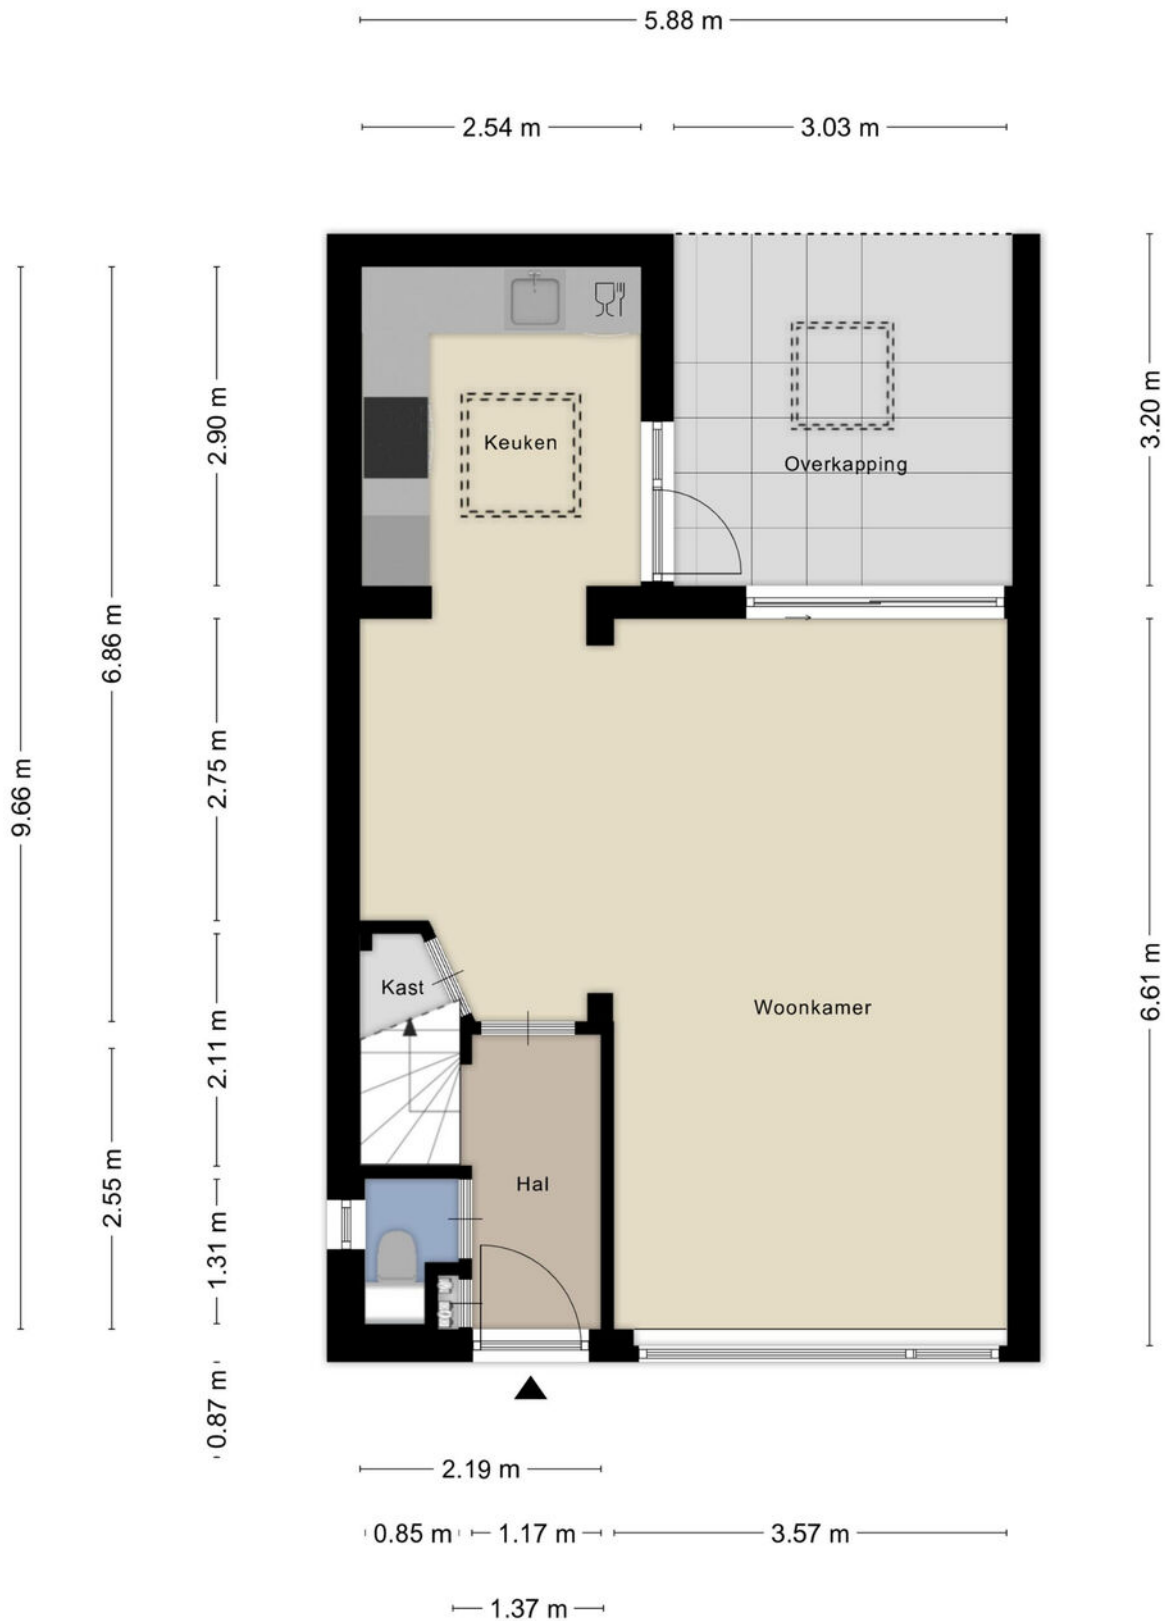 5.88 m
2.54 m
3.03 m
Keuken
Overkapping
2.90 m
3.20 m
6.86 m
2.75 m
9.66 m
Kast
Woonkamer
6.61 m
2.11 m
Hal
2.55 m
1.31 m
0.87 m
2.19 m
0.85 m
1.17 m
3.57 m
1.37 m